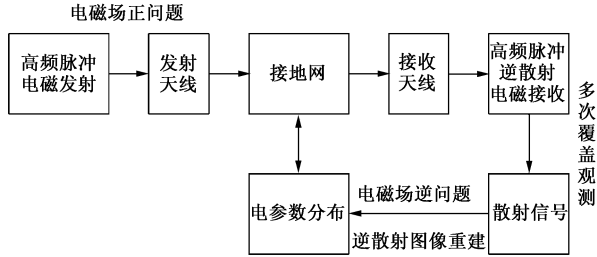 电磁场正问题
高频脉冲
电磁发射
发射
天线
接地网
接收
天线
高频脉冲
逆散射
电磁接收
多次覆盖观测
电参数分布
电磁场逆问题
逆散射图像重建
散射信号